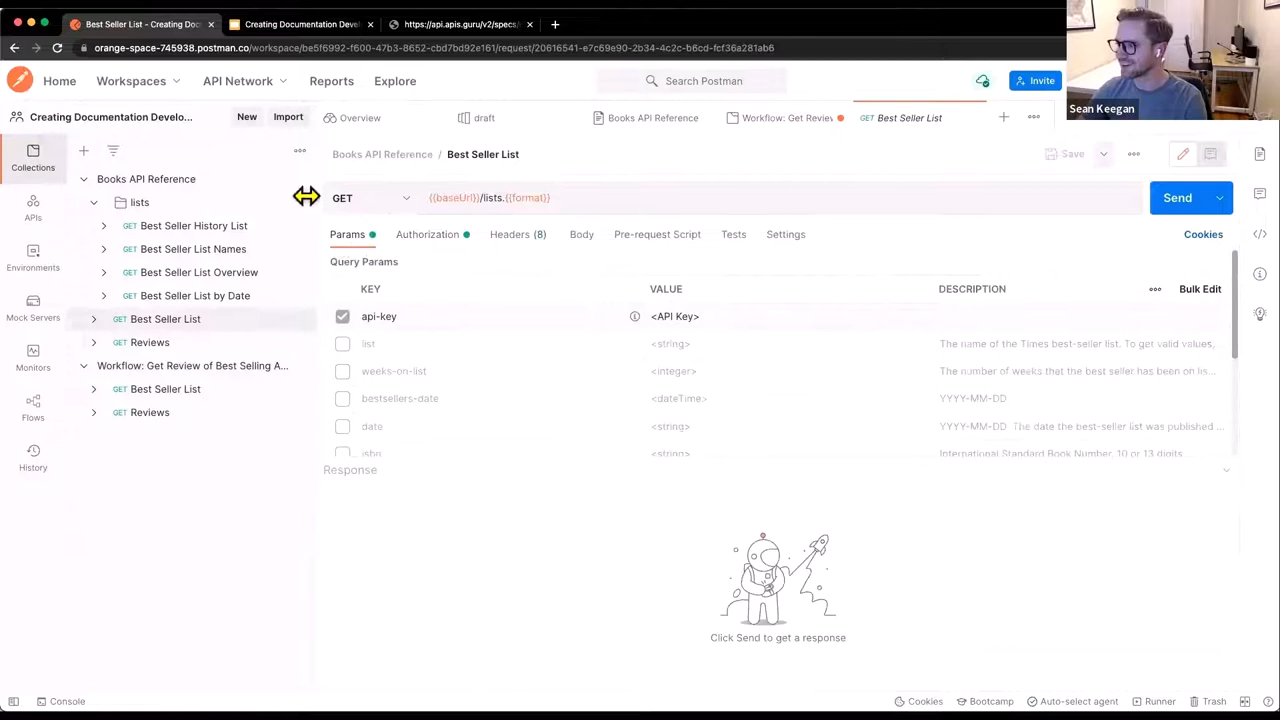 Best Seller List - Creating Doc
Creating Documentation Devel
https://api.apis.guru/v2/specs/
orange-space-745938.postman.co/workspace/be5f6992-f600-47b3-8652-cbd7bd92e161/request/20616541-e7c69e90-2b34-4c2c-b6cd-fcf36a281ab6
Home Workspaces API Network Reports Explore Search Postman Invite
Sean Keegan
Creating Documentation Develo... New Import Overview draft Books API Reference Workflow: Get Review GET Best Seller List
Collections
APIs
Environments
Mock Servers
Monitors
Flows
History
Books API Reference
lists
GET Best Seller History List
GET Best Seller List Names
GET Best Seller List Overview
GET Best Seller List by Date
GET Best Seller List
GET Reviews
Workflow: Get Review of Best Selling A...
GET Best Seller List
GET Reviews
Books API Reference / Best Seller List Save
GET {{baseUrl}}/lists.{{format}} Send
Params Authorization Headers (8) Body Pre-request Script Tests Settings Cookies
Query Params
KEY VALUE DESCRIPTION Bulk Edit
api-key <API Key>
list <string> The name of the Times best-seller list. To get valid values,
weeks-on-list <integer> The number of weeks that the best seller has been on lis...
bestsellers-date <dateTime> YYYY-MM-DD
date <string> YYYY-MM-DD The date the best-seller list was published ...
isbn <string> International Standard Book Number, 10 or 13 digits
Response
Click Send to get a response
Console Cookies Bootcamp Auto-select agent Runner Trash